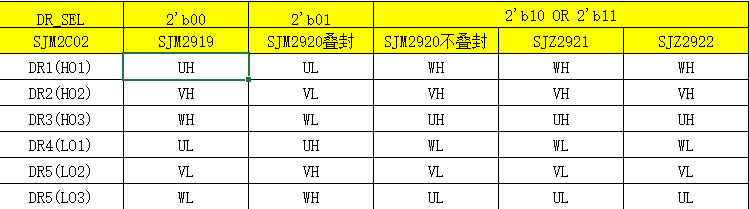 DR_SEL 2'b00 2'b01 2'b10 OR 2'b11
SJM2C02 SJM2919 SJM2920叠封 SJM2920不叠封 SJZ2921 SJZ2922
DR1(HO1) UH UL WH WH WH
DR2(HO2) VH VL VH VH VH
DR3(HO3) WH WL UH UH UH
DR4(LO1) UL UH WL WL WL
DR5(LO2) VL VH VL VL VL
DR5(LO3) WL WH UL UL UL